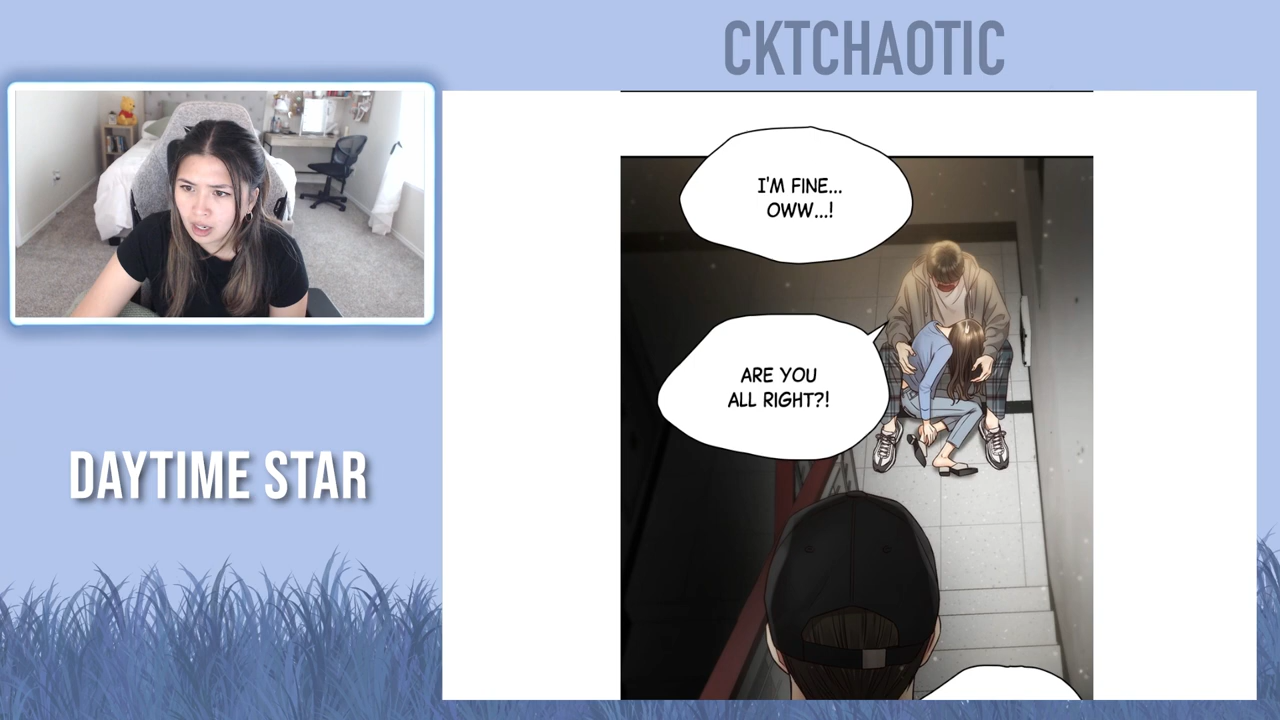 CKTCHAOTIC
I'M FINE...
OWW...!
ARE YOU
ALL RIGHT?!
DAYTIME STAR